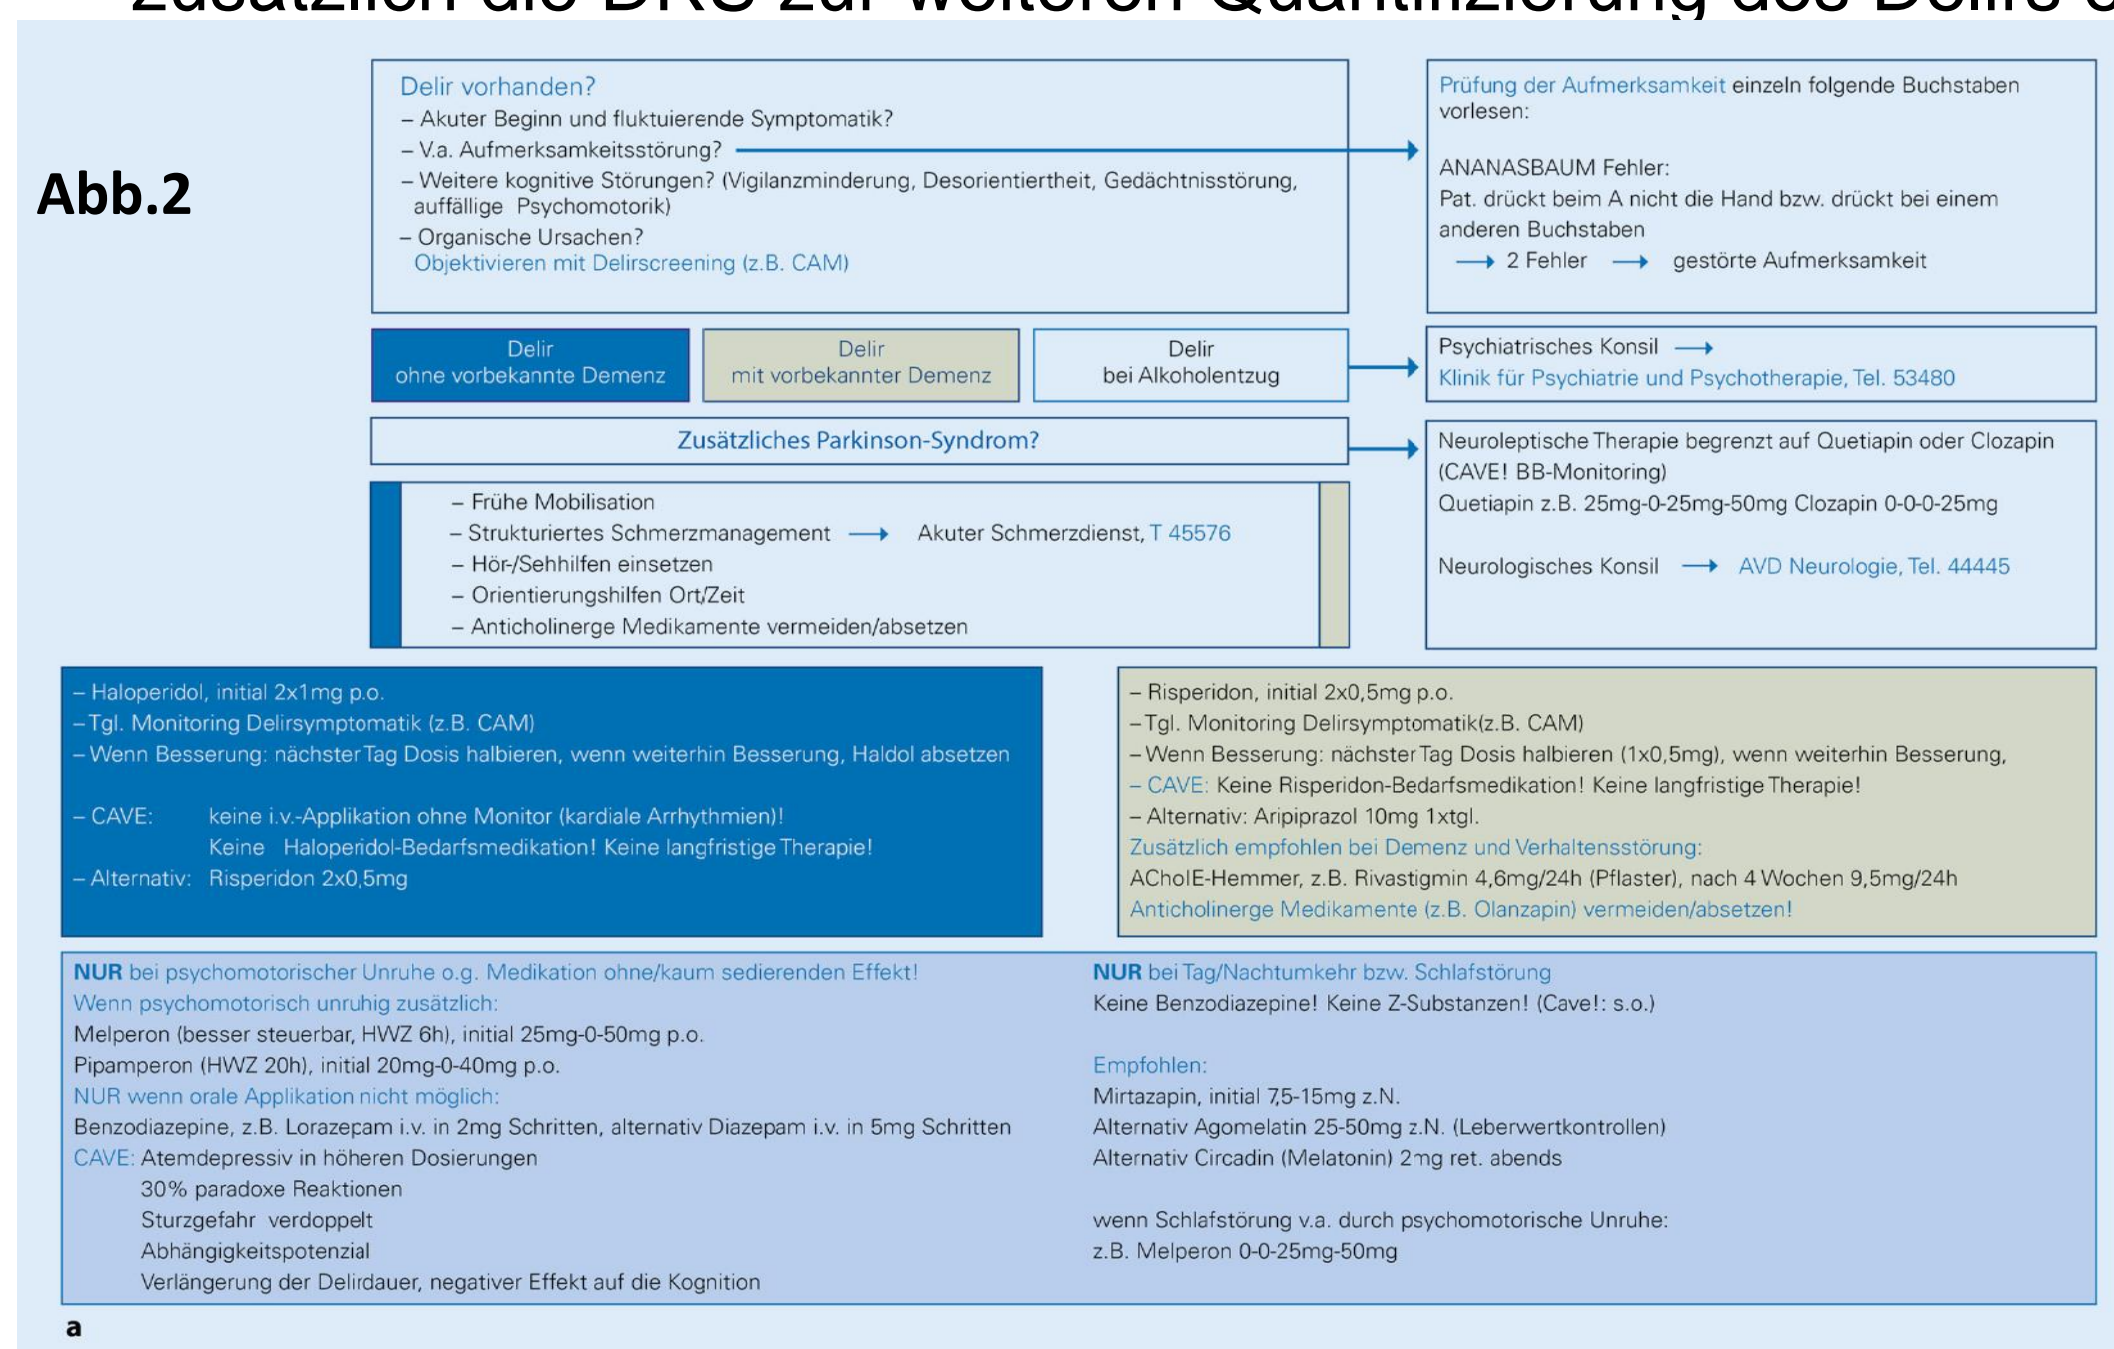 zusätzlich die DRS zur weiteren Quantifizierung des Delirs
Abb.2
Delir vorhanden?
– Akuter Beginn und fluktuierende Symptomatik?
– V.a. Aufmerksamkeitsstörung?
– Weitere kognitive Störungen? (Vigilanzminderung, Desorientiertheit, Gedächtnisstörung,
auffällige Psychomotorik)
– Organische Ursachen?
Objektivieren mit Delirscreening (z.B. CAM)
Prüfung der Aufmerksamkeit einzeln folgende Buchstaben
vorlesen:
ANANASBAUM Fehler:
Pat. drückt beim A nicht die Hand bzw. drückt bei einem
anderen Buchstaben
→ 2 Fehler → gestörte Aufmerksamkeit
Delir
ohne vorbekannte Demenz
Delir
mit vorbekannter Demenz
Delir
bei Alkoholentzug
Psychiatrisches Konsil →
Klinik für Psychiatrie und Psychotherapie, Tel. 53480
Zusätzliches Parkinson-Syndrom?
Neuroleptische Therapie begrenzt auf Quetiapin oder Clozapin
(CAVE! BB-Monitoring)
Quetiapin z.B. 25mg-0-25mg-50mg Clozapin 0-0-0-25mg
Neurologisches Konsil → AVD Neurologie, Tel. 44445
– Frühe Mobilisation
– Strukturiertes Schmerzmanagement → Akuter Schmerzdienst, T 45576
– Hör-/Sehhilfen einsetzen
– Orientierungshilfen Ort/Zeit
– Anticholinerge Medikamente vermeiden/absetzen
– Haloperidol, initial 2x1mg p.o.
– Tgl. Monitoring Delirsymptomatik (z.B. CAM)
– Wenn Besserung: nächster Tag Dosis halbieren, wenn weiterhin Besserung, Haldol absetzen
– CAVE: keine i.v.-Applikation ohne Monitor (kardiale Arrhythmien)!
Keine Haloperidol-Bedarfsmedikation! Keine langfristige Therapie!
– Alternativ: Risperidon 2x0,5mg
– Risperidon, initial 2x0,5mg p.o.
– Tgl. Monitoring Delirsymptomatik(z.B. CAM)
– Wenn Besserung: nächster Tag Dosis halbieren (1x0,5mg), wenn weiterhin Besserung,
– CAVE: Keine Risperidon-Bedarfsmedikation! Keine langfristige Therapie!
– Alternativ: Aripiprazol 10mg 1xtgl.
Zusätzlich empfohlen bei Demenz und Verhaltensstörung:
ACholE-Hemmer, z.B. Rivastigmin 4,6mg/24h (Pflaster), nach 4 Wochen 9,5mg/24h
Anticholinerge Medikamente (z.B. Olanzapin) vermeiden/absetzen!
NUR bei psychomotorischer Unruhe o.g. Medikation ohne/kaum sedierenden Effekt!
Wenn psychomotorisch unruhig zusätzlich:
Melperon (besser steuerbar, HWZ 6h), initial 25mg-0-50mg p.o.
Pipamperon (HWZ 20h), initial 20mg-0-40mg p.o.
NUR wenn orale Applikation nicht möglich:
Benzodiazepine, z.B. Lorazepam i.v. in 2mg Schritten, alternativ Diazepam i.v. in 5mg Schritten
CAVE: Atemdepressiv in höheren Dosierungen
30% paradoxe Reaktionen
Sturzgefahr verdoppelt
Abhängigkeitspotenzial
Verlängerung der Delirdauer, negativer Effekt auf die Kognition
NUR bei Tag/Nachtumkehr bzw. Schlafstörung
Keine Benzodiazepine! Keine Z-Substanzen! (Cave!: s.o.)
Empfohlen:
Mirtazapin, initial 7,5-15mg z.N.
Alternativ Agomelatin 25-50mg z.N. (Leberwertkontrollen)
Alternativ Circadin (Melatonin) 2mg ret. abends
wenn Schlafstörung v.a. durch psychomotorische Unruhe:
z.B. Melperon 0-0-25mg-50mg
a